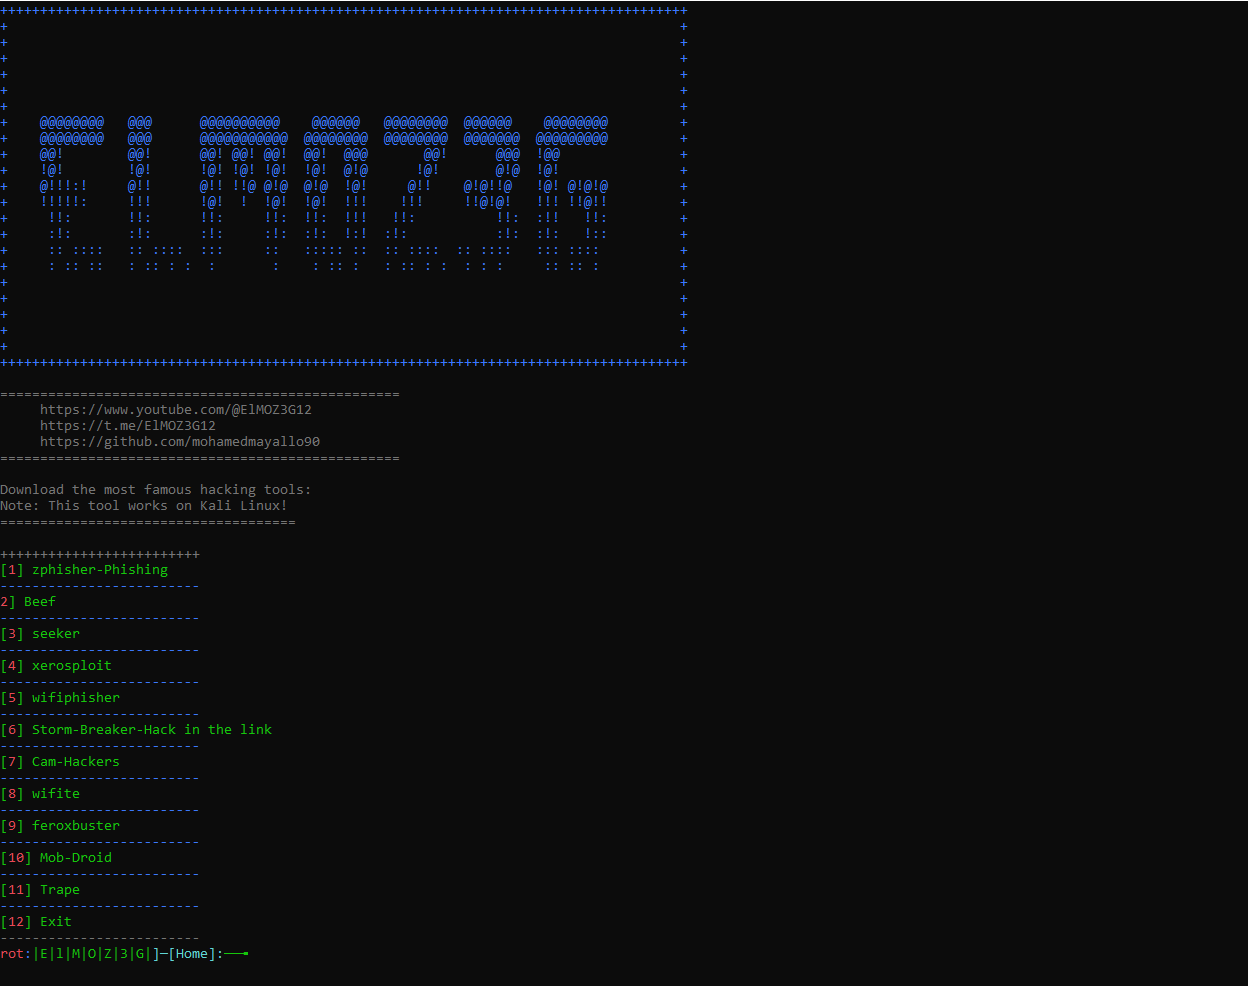 ELMOZ3G
https://www.youtube.com/@ElMOZ3G12
https://t.me/ElMOZ3G12
https://github.com/mohamedmayallo90
Download the most famous hacking tools:
Note: This tool works on Kali Linux!
[1] zphisher-Phishing
2] Beef
[3] seeker
[4] xerosploit
[5] wifiphisher
[6] Storm-Breaker-Hack in the link
[7] Cam-Hackers
[8] wifite
[9] feroxbuster
[10] Mob-Droid
[11] Trape
[12] Exit
rot:|E|l|M|O|Z|3|G|]─[Home]:──╼